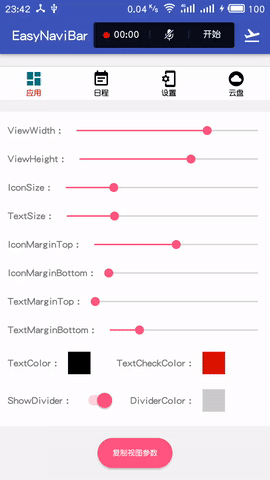 23:42 0.04 K/s 100
EasyNaviBar 00:00 开始
应用 日程 设置 云盘
ViewWidth：
ViewHeight：
IconSize：
TextSize：
IconMarginTop：
IconMarginBottom：
TextMarginTop：
TextMarginBottom：
TextColor： TextCheckColor：
ShowDivider： DividerColor：
复制视图参数